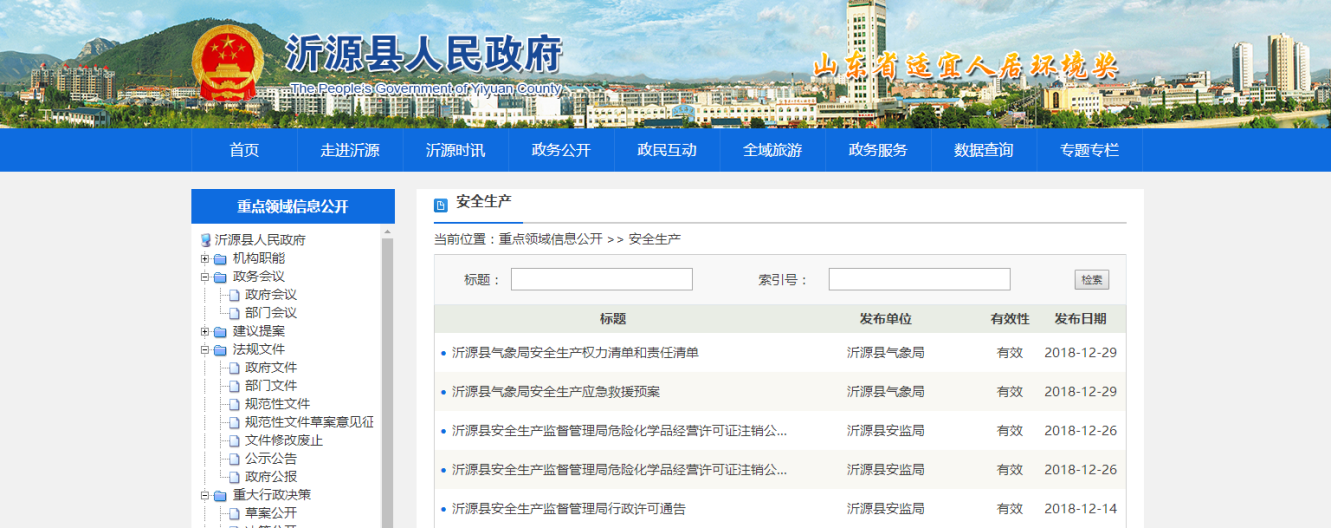 沂源县人民政府
The People's Government of Yiyuan County
山东省适宜人居环境奖
首页 走进沂源 沂源时讯 政务公开 政民互动 全域旅游 政务服务 数据查询 专题专栏
重点领域信息公开
沂源县人民政府
机构职能
政务会议
政府会议
部门会议
建议提案
法规文件
政府文件
部门文件
规范性文件
规范性文件草案意见征
文件修改废止
公示公告
政府公报
重大行政决策
草案公开
安全生产
当前位置：重点领域信息公开 >> 安全生产
标题： 索引号： 检索
标题 发布单位 有效性 发布日期
沂源县气象局安全生产权力清单和责任清单 沂源县气象局 有效 2018-12-29
沂源县气象局安全生产应急救援预案 沂源县气象局 有效 2018-12-29
沂源县安全生产监督管理局危险化学品经营许可证注销公... 沂源县安监局 有效 2018-12-26
沂源县安全生产监督管理局危险化学品经营许可证注销公... 沂源县安监局 有效 2018-12-26
沂源县安全生产监督管理局行政许可通告 沂源县安监局 有效 2018-12-14